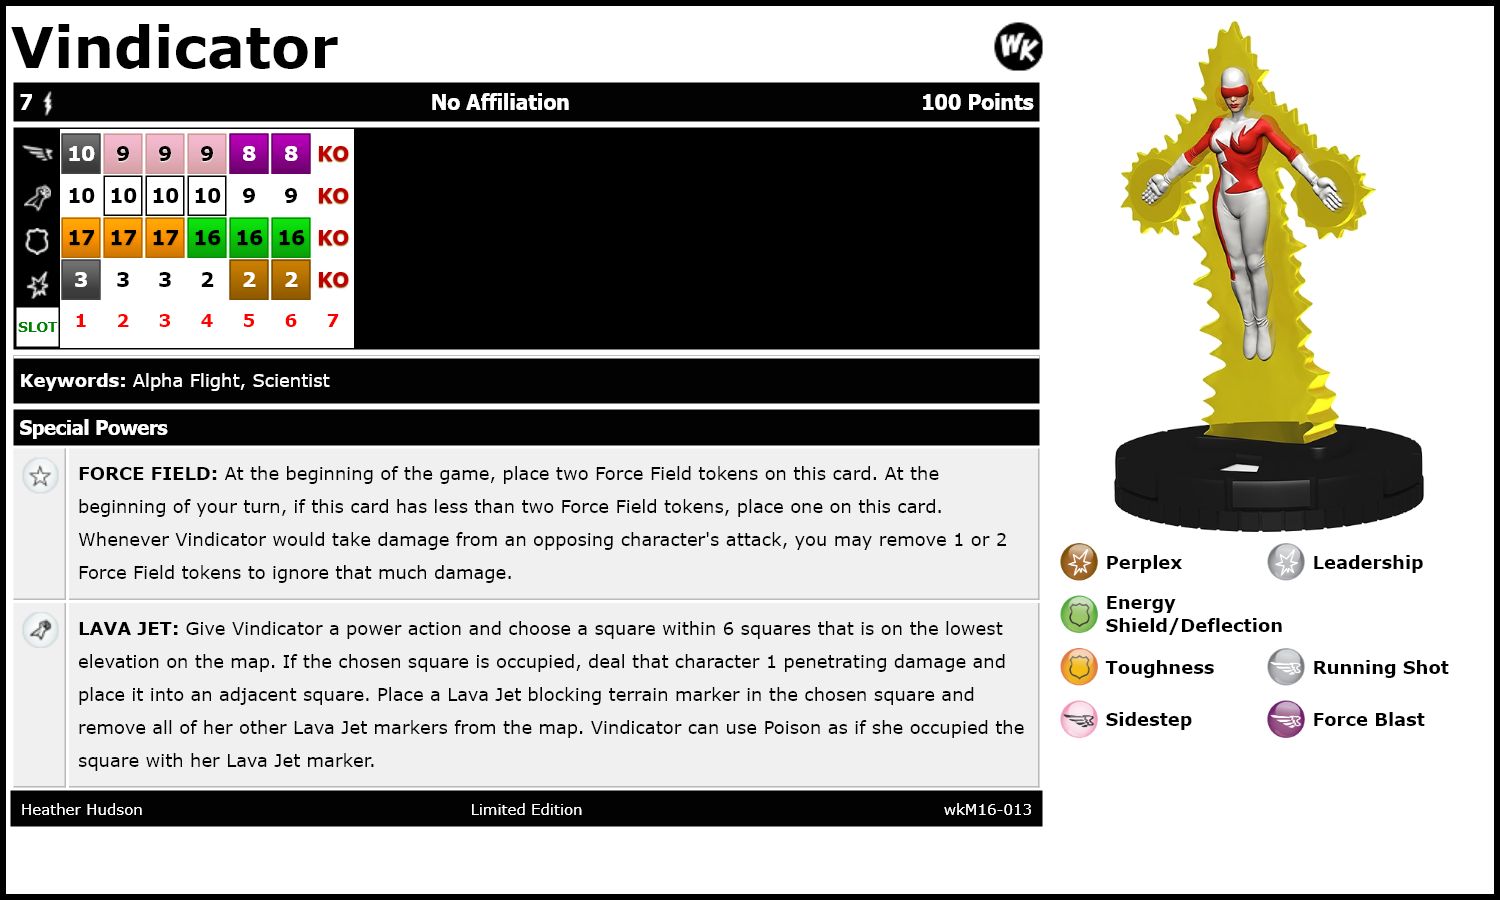 Vindicator
WK
7 No Affiliation 100 Points
10 9 9 9 8 8 KO
10 10 10 10 9 9 KO
17 17 17 16 16 16 KO
3 3 3 2 2 2 KO
SLOT 1 2 3 4 5 6 7
Keywords: Alpha Flight, Scientist
Special Powers
FORCE FIELD: At the beginning of the game, place two Force Field tokens on this card. At the
beginning of your turn, if this card has less than two Force Field tokens, place one on this card.
Whenever Vindicator would take damage from an opposing character's attack, you may remove 1 or 2
Force Field tokens to ignore that much damage.
LAVA JET: Give Vindicator a power action and choose a square within 6 squares that is on the lowest
elevation on the map. If the chosen square is occupied, deal that character 1 penetrating damage and
place it into an adjacent square. Place a Lava Jet blocking terrain marker in the chosen square and
remove all of her other Lava Jet markers from the map. Vindicator can use Poison as if she occupied the
square with her Lava Jet marker.
Heather Hudson Limited Edition wkM16-013
Perplex Leadership
Energy
Shield/Deflection
Toughness Running Shot
Sidestep Force Blast